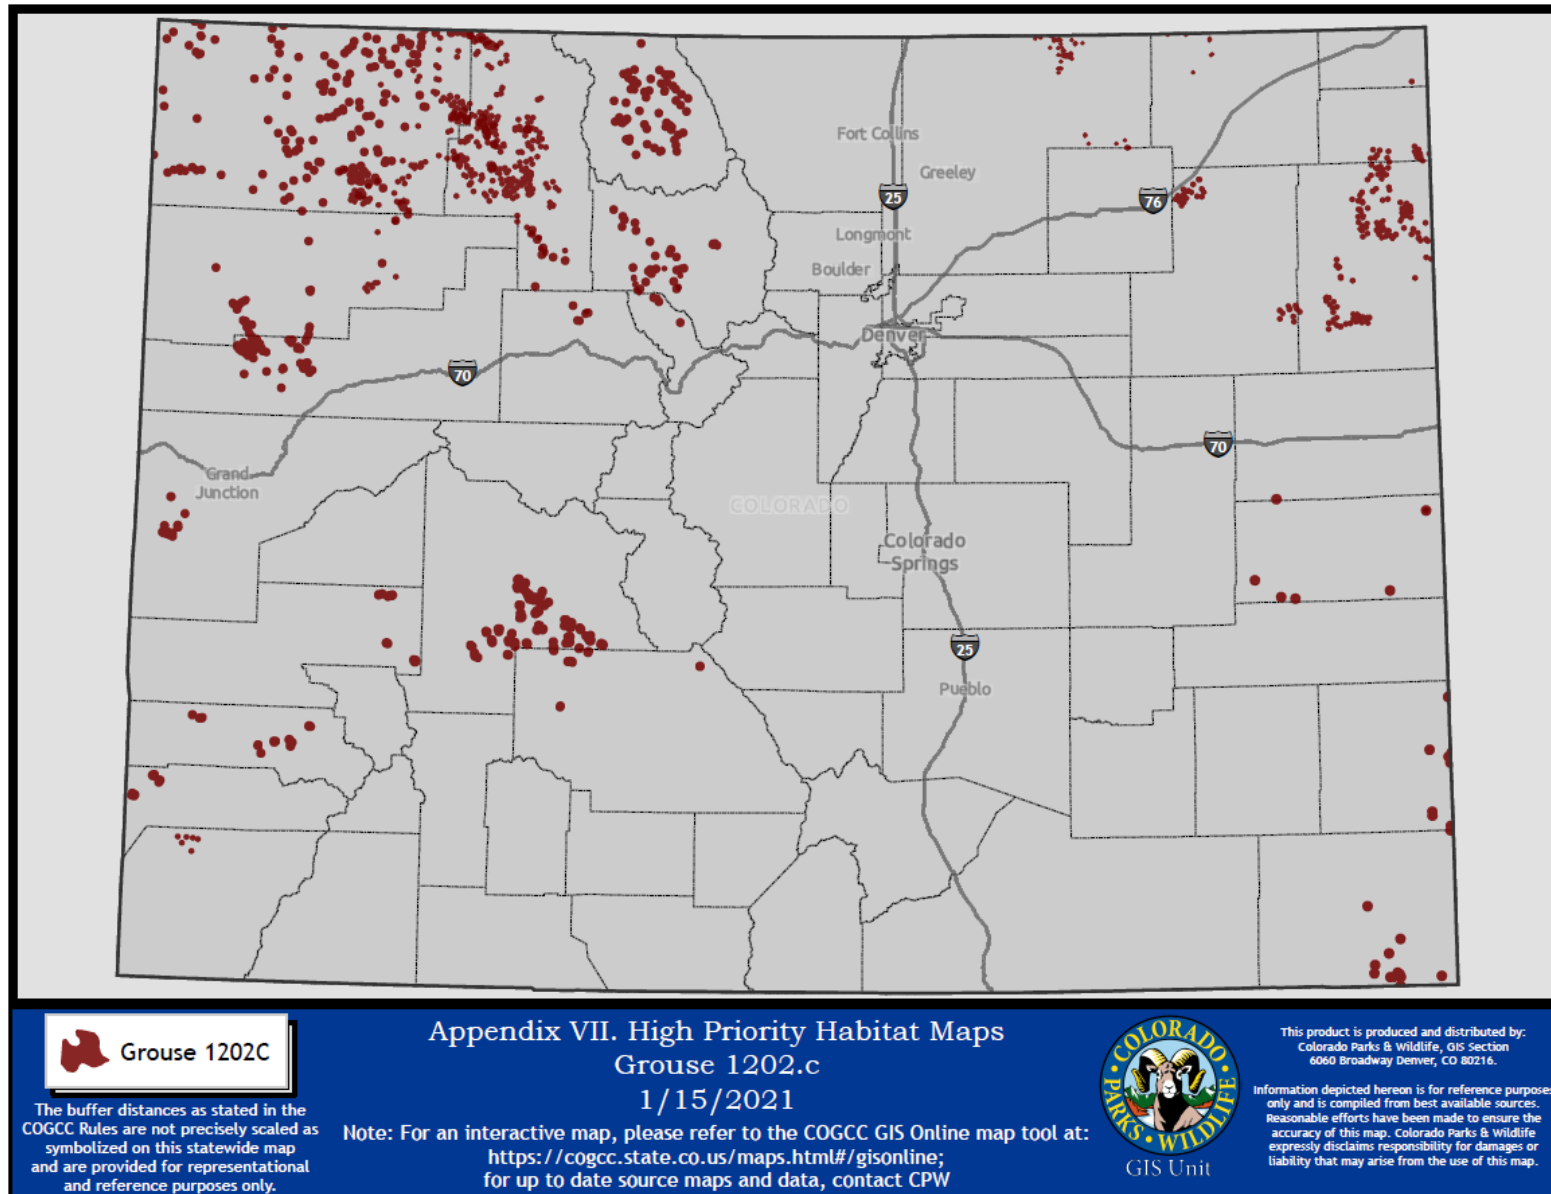 Fort Collins
Greeley
25
76
Longmont
Boulder
Denver
70
70
Grand
Junction
COLORADO
Colorado
Springs
25
Pueblo
Grouse 1202C
The buffer distances as stated in the
COGCC Rules are not precisely scaled as
symbolized on this statewide map
and are provided for representational
and reference purposes only.
Appendix VII. High Priority Habitat Maps
Grouse 1202.c
1/15/2021
Note: For an interactive map, please refer to the COGCC GIS Online map tool at:
https://cogcc.state.co.us/maps.html#/gisonline;
for up to date source maps and data, contact CPW
COLORADO
PARKS & WILDLIFE
GIS Unit
This product is produced and distributed by:
Colorado Parks & Wildlife, GIS Section
6060 Broadway Denver, CO 80216.
Information depicted hereon is for reference purposes
only and is compiled from best available sources.
Reasonable efforts have been made to ensure the
accuracy of this map. Colorado Parks & Wildlife
expressly disclaims responsibility for damages or
liability that may arise from the use of this map.